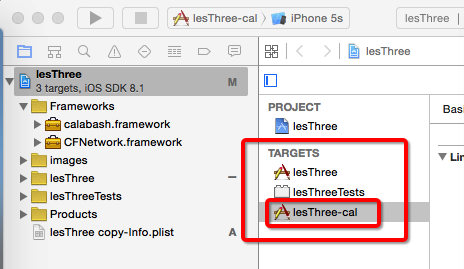 lesThree-cal iPhone 5s
lesThree
lesThree
lesThree
3 targets, iOS SDK 8.1
M
Frameworks
calabash.framework
CFNetwork.framework
images
lesThree
lesThreeTests
Products
lesThree copy-Info.plist
A
PROJECT
lesThree
TARGETS
lesThree
lesThreeTests
lesThree-cal
Basi
Lin